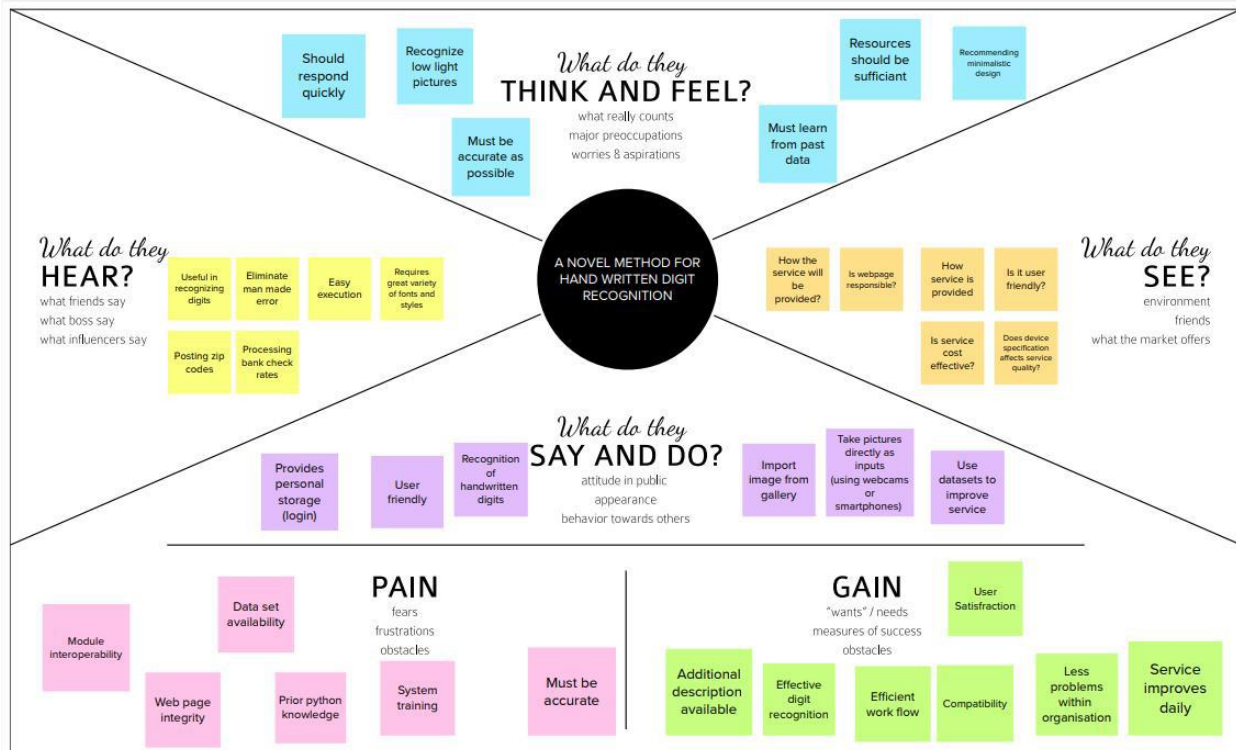 What do they
THINK AND FEEL?
what really counts
major preoccupations
worries & aspirations
Should
respond
quickly
Recognize
low light
pictures
Must be
accurate as
possible
Resources
should be
sufficiant
Recommending
minimalistic
design
Must learn
from past
data
What do they
HEAR?
what friends say
what boss say
what influencers say
Useful in
recognizing
digits
Eliminate
man made
error
Easy
execution
Requires
great variety
of fonts and
styles
Posting zip
codes
Processing
bank check
rates
A NOVEL METHOD FOR
HAND WRITTEN DIGIT
RECOGNITION
How the
service will
be
provided?
Is webpage
responsible?
How
service is
provided
Is it user
friendly?
Is service
cost
effective?
Does device
specification
affects service
quality?
What do they
SEE?
environment
friends
what the market offers
What do they
SAY AND DO?
attitude in public
appearance
behavior towards others
Provides
personal
storage
(login)
User
friendly
Recognition
of
handwritten
digits
Import
image from
gallery
Take pictures
directly as
inputs
(using webcams
or
smartphones)
Use
datasets to
improve
service
PAIN
fears
frustrations
obstacles
Module
interoperability
Data set
availability
Web page
integrity
Prior python
knowledge
System
training
Must be
accurate
GAIN
"wants" / needs
measures of success
obstacles
User
Satisfraction
Additional
description
available
Effective
digit
recognition
Efficient
work flow
Compatibility
Less
problems
within
organisation
Service
improves
daily